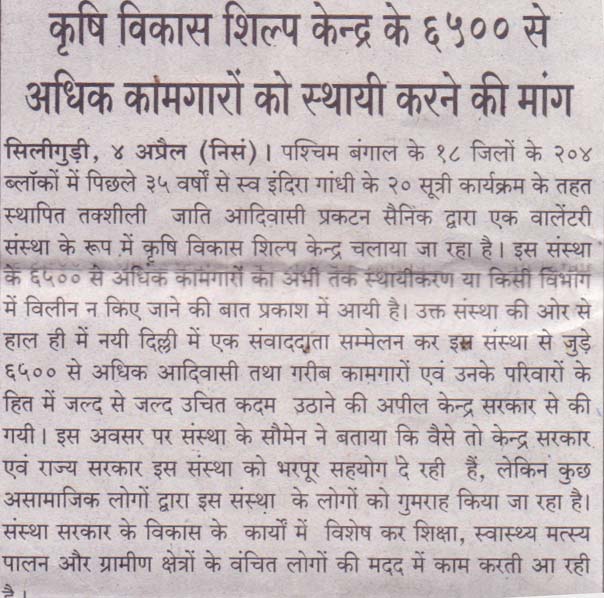 कृषि विकास शिल्प केन्द्र के ६५०० से
अधिक कामगारों को स्थायी करने की मांग
सिलीगुड़ी, ४ अप्रैल (निसं)। पश्चिम बंगाल के १८ जिलों के २०४
ब्लॉकों में पिछले ३५ वर्षों से स्व इंदिरा गांधी के २० सूत्री कार्यक्रम के तहत
स्थापित तक्शीली जाति आदिवासी प्रकटन सैनिक द्वारा एक वालेंटरी
संस्था के रूप में कृषि विकास शिल्प केन्द्र चलाया जा रहा है। इस संस्था
के ६५०० से अधिक कामगारों का अभी तक स्थायीकरण या किसी विभाग
में विलीन न किए जाने की बात प्रकाश में आयी है। उक्त संस्था की ओर से
हाल ही में नयी दिल्ली में एक संवाददाता सम्मेलन कर इस संस्था से जुड़े
६५०० से अधिक आदिवासी तथा गरीब कामगारों एवं उनके परिवारों के
हित में जल्द से जल्द उचित कदम उठाने की अपील केन्द्र सरकार से की
गयी। इस अवसर पर संस्था के सौमेन ने बताया कि वैसे तो केन्द्र सरकार
एवं राज्य सरकार इस संस्था को भरपूर सहयोग दे रही हैं, लेकिन कुछ
असामाजिक लोगों द्वारा इस संस्था के लोगों को गुमराह किया जा रहा है।
संस्था सरकार के विकास के कार्यों में विशेष कर शिक्षा, स्वास्थ्य मत्स्य
पालन और ग्रामीण क्षेत्रों के वंचित लोगों की मदद में काम करती आ रही
है।